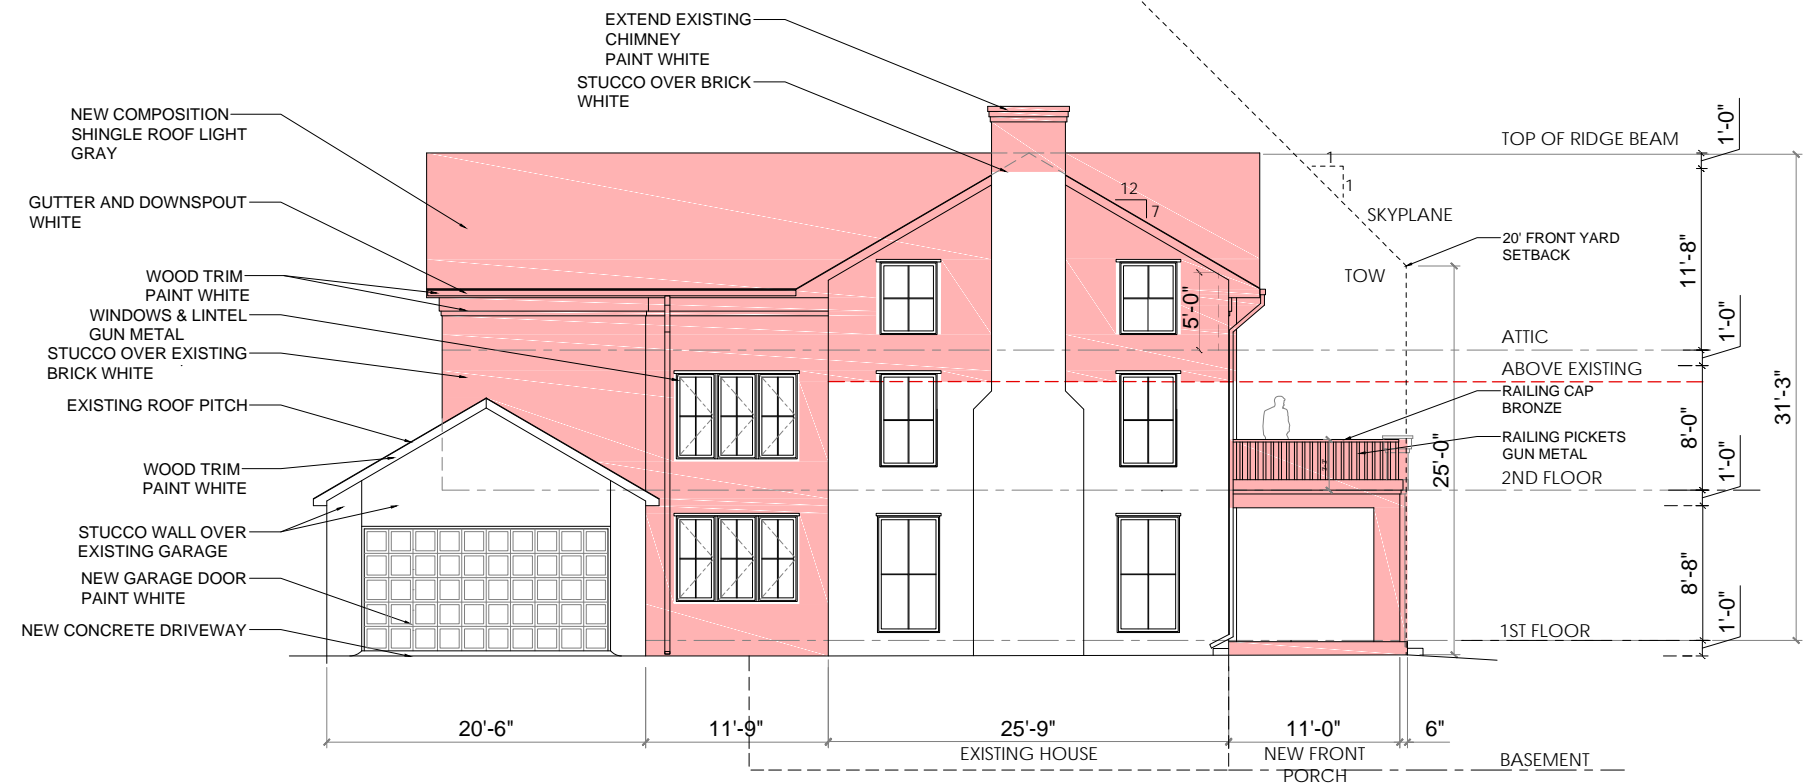 EXTEND EXISTING
CHIMNEY
PAINT WHITE
STUCCO OVER BRICK
WHITE
NEW COMPOSITION
SHINGLE ROOF LIGHT
GRAY
GUTTER AND DOWNSPOUT
WHITE
WOOD TRIM
PAINT WHITE
WINDOWS & LINTEL
GUN METAL
STUCCO OVER EXISTING
BRICK WHITE
EXISTING ROOF PITCH
WOOD TRIM
PAINT WHITE
STUCCO WALL OVER
EXISTING GARAGE
NEW GARAGE DOOR
PAINT WHITE
NEW CONCRETE DRIVEWAY
12
7
5'-0"
1
1
SKYPLANE
TOW
20' FRONT YARD
SETBACK
TOP OF RIDGE BEAM
ATTIC
ABOVE EXISTING
RAILING CAP
BRONZE
RAILING PICKETS
GUN METAL
2ND FLOOR
1ST FLOOR
BASEMENT
25'-0"
1'-0"
11'-8"
1'-0"
8'-0"
1'-0"
8'-8"
1'-0"
31'-3"
20'-6"
11'-9"
25'-9"
11'-0"
6"
EXISTING HOUSE
NEW FRONT
PORCH